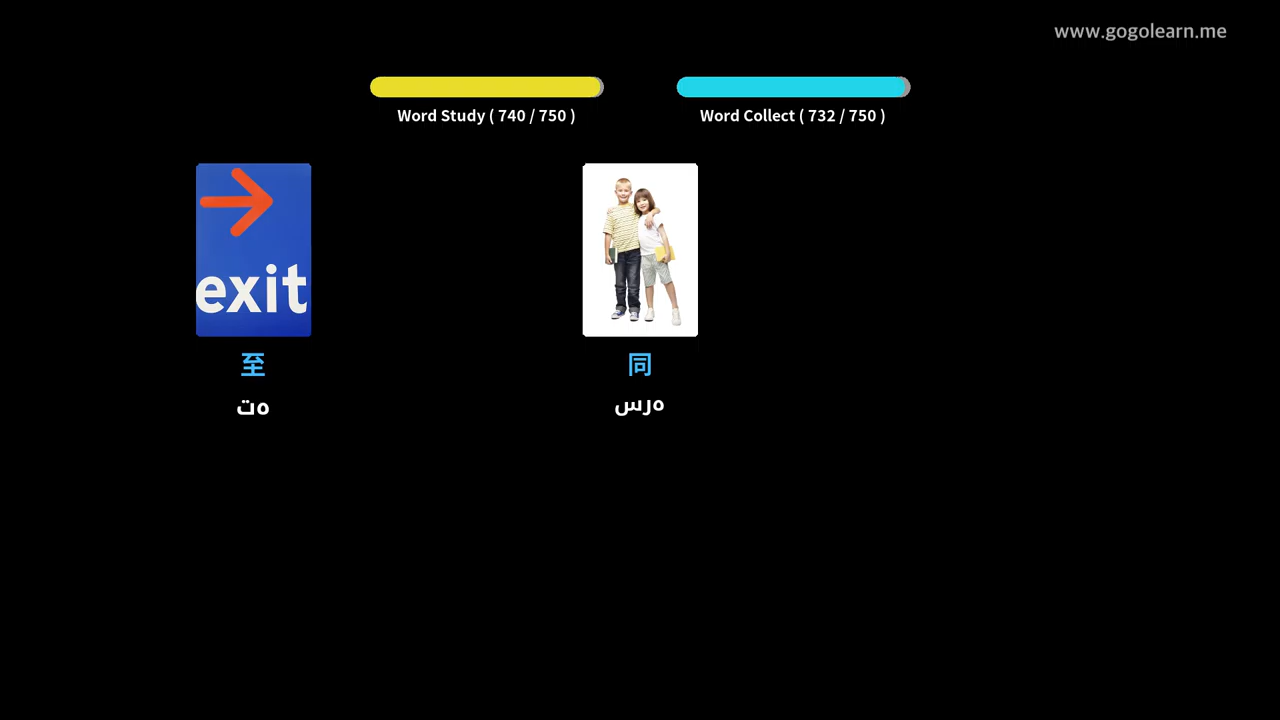 www.gogolearn.me
Word Study ( 740 / 750 )
Word Collect ( 732 / 750 )
exit
至
ەت
同
ەرس